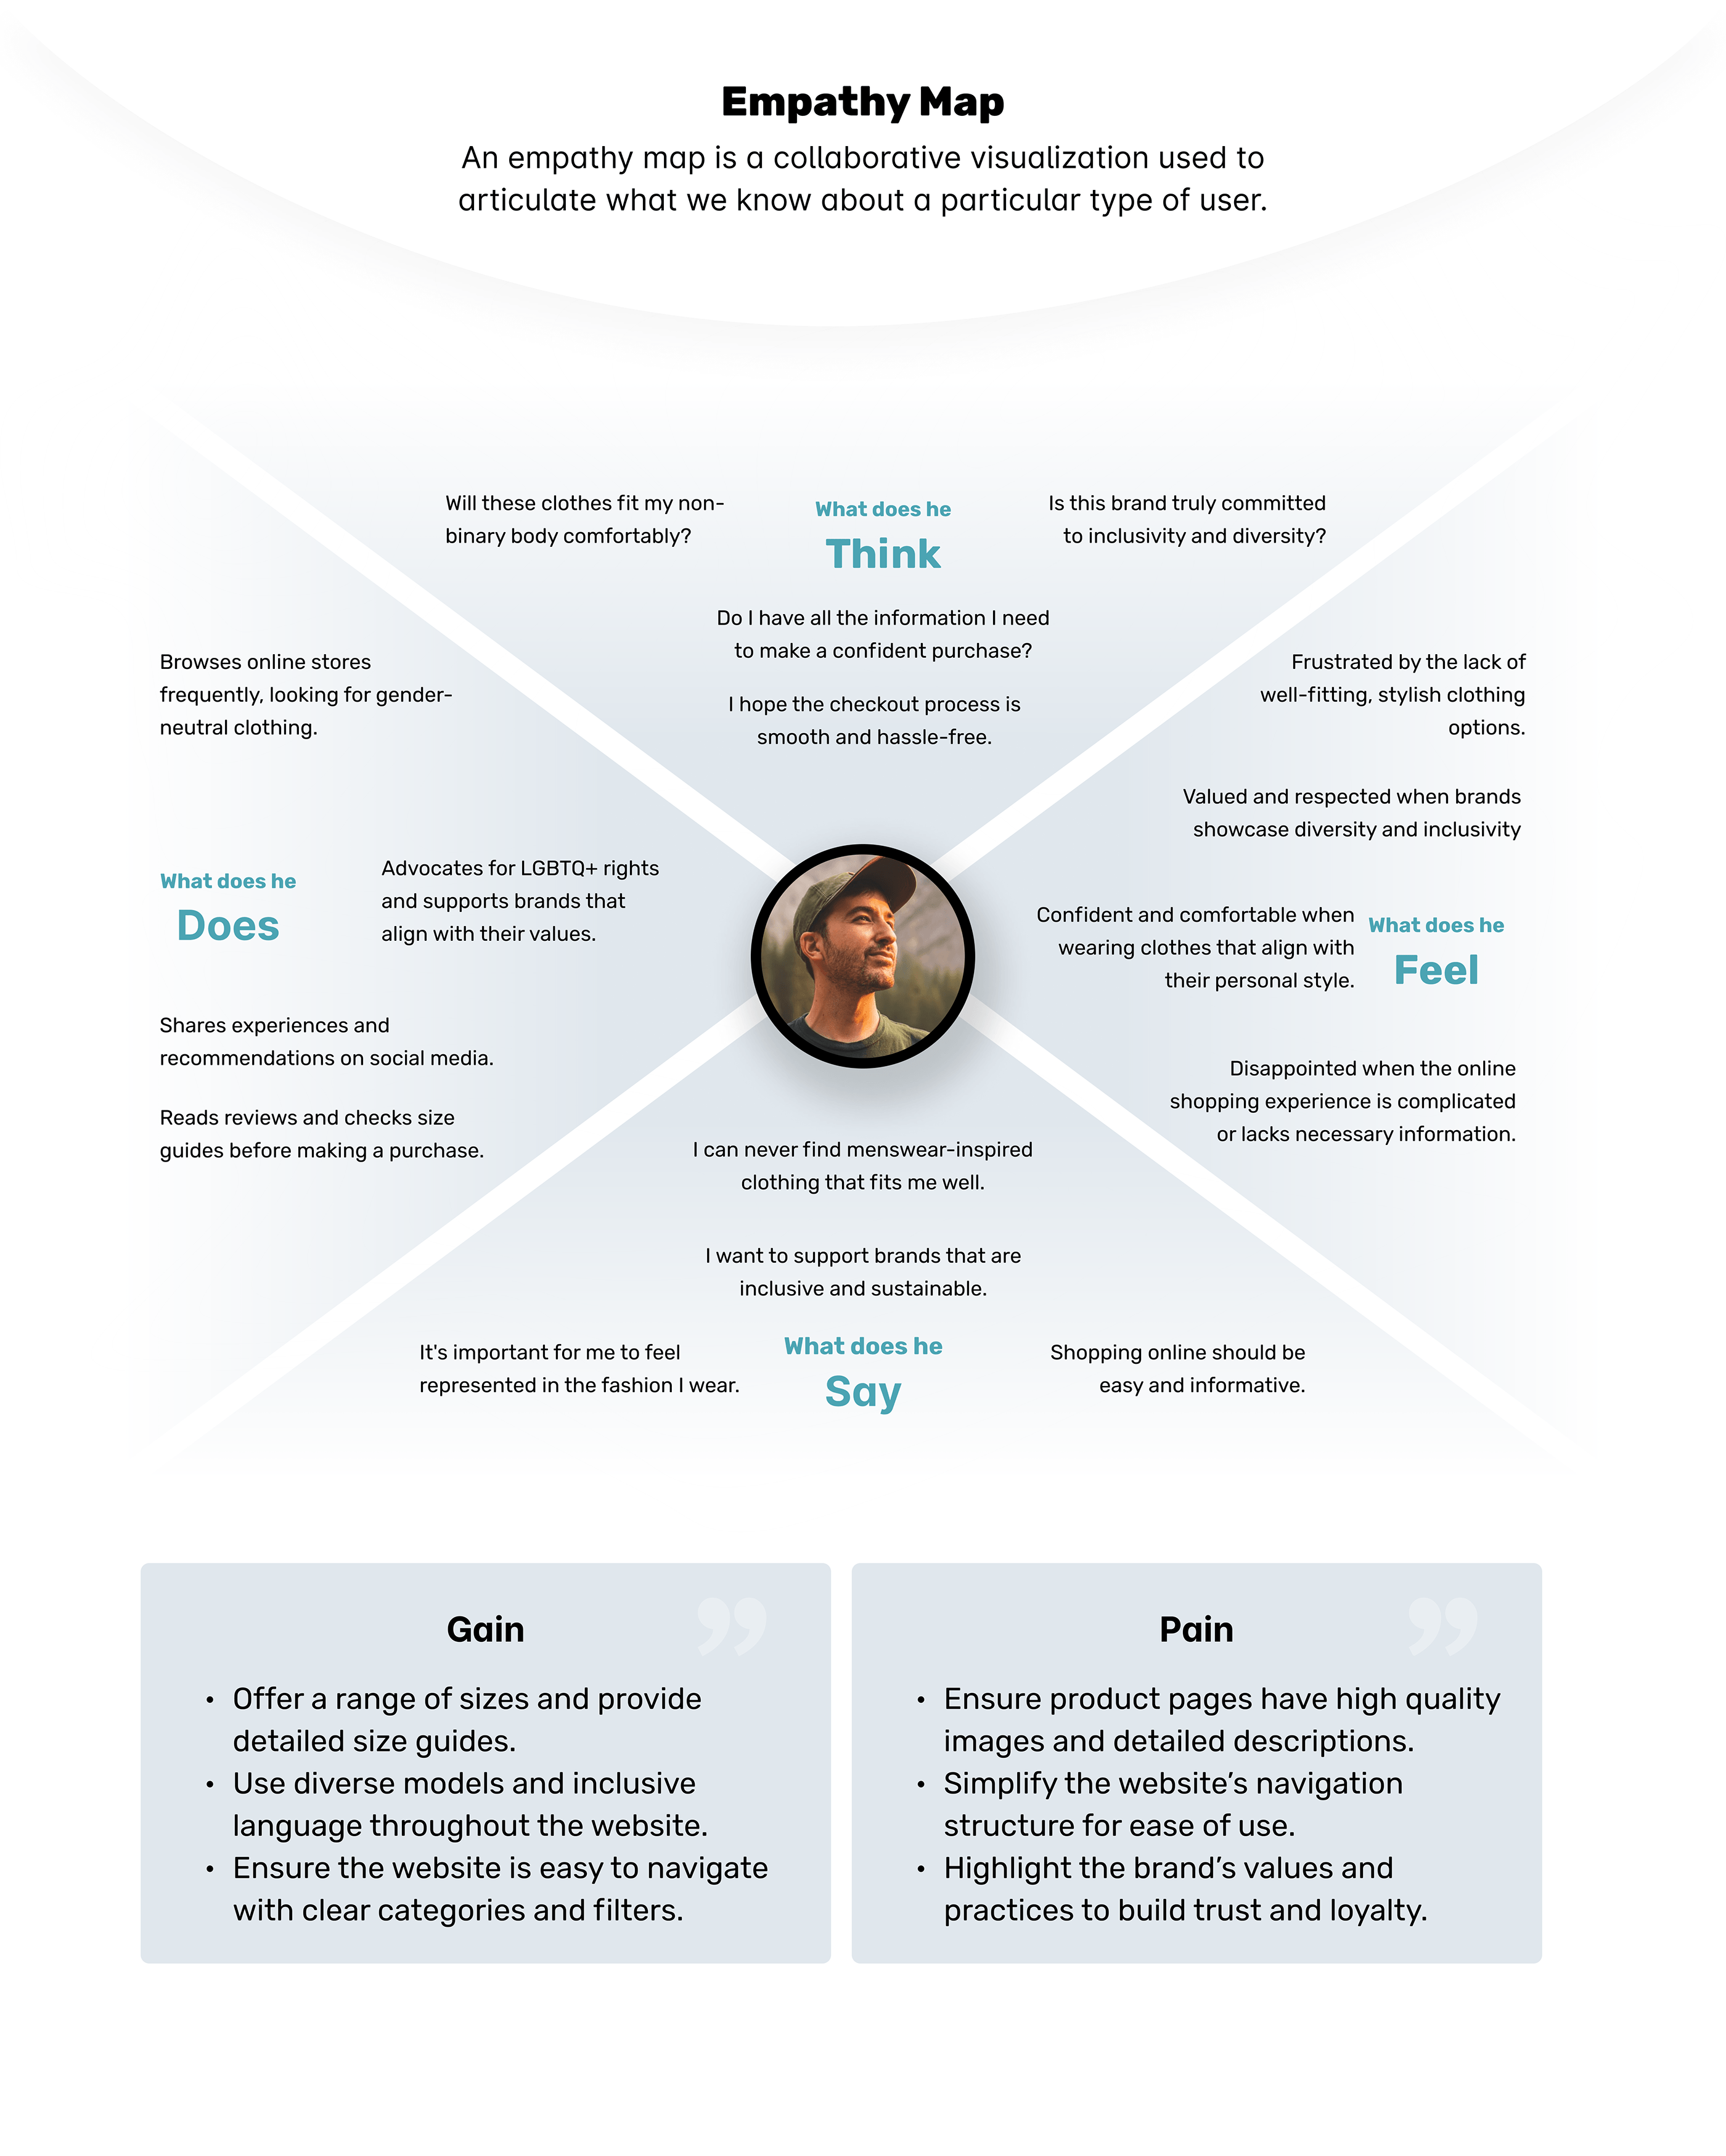 Empathy Map
An empathy map is a collaborative visualization used to
articulate what we know about a particular type of user.
Will these clothes fit my non-
binary body comfortably?
What does he
Think
Is this brand truly committed
to inclusivity and diversity?
Do I have all the information I need
to make a confident purchase?
I hope the checkout process is
smooth and hassle-free.
Browses online stores
frequently, looking for gender-
neutral clothing.
What does he
Does
Advocates for LGBTQ+ rights
and supports brands that
align with their values.
Shares experiences and
recommendations on social media.
Reads reviews and checks size
guides before making a purchase.
Frustrated by the lack of
well-fitting, stylish clothing
options.
Valued and respected when brands
showcase diversity and inclusivity
Confident and comfortable when
wearing clothes that align with
their personal style.
What does he
Feel
Disappointed when the online
shopping experience is complicated
or lacks necessary information.
I can never find menswear-inspired
clothing that fits me well.
I want to support brands that are
inclusive and sustainable.
It's important for me to feel
represented in the fashion I wear.
What does he
Say
Shopping online should be
easy and informative.
Gain
• Offer a range of sizes and provide
detailed size guides.
• Use diverse models and inclusive
language throughout the website.
• Ensure the website is easy to navigate
with clear categories and filters.
Pain
• Ensure product pages have high quality
images and detailed descriptions.
• Simplify the website’s navigation
structure for ease of use.
• Highlight the brand’s values and
practices to build trust and loyalty.